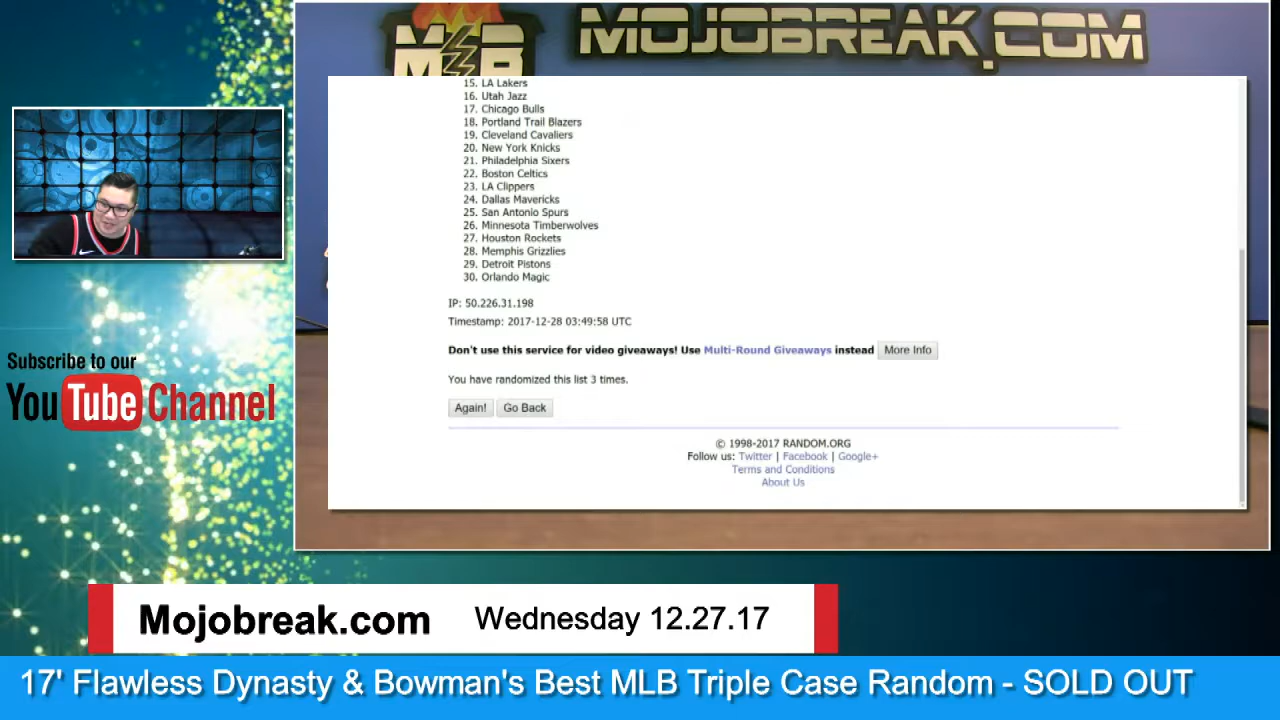 MB
MOJOBREAK.COM
15. LA Lakers
16. Utah Jazz
17. Chicago Bulls
18. Portland Trail Blazers
19. Cleveland Cavaliers
20. New York Knicks
21. Philadelphia Sixers
22. Boston Celtics
23. LA Clippers
24. Dallas Mavericks
25. San Antonio Spurs
26. Minnesota Timberwolves
27. Houston Rockets
28. Memphis Grizzlies
29. Detroit Pistons
30. Orlando Magic
IP: 50.226.31.198
Timestamp: 2017-12-28 03:49:58 UTC
Don't use this service for video giveaways! Use Multi-Round Giveaways instead More Info
You have randomized this list 3 times.
Again! Go Back
© 1998-2017 RANDOM.ORG
Follow us: Twitter | Facebook | Google+
Terms and Conditions
About Us
Subscribe to our
YouTube Channel
Mojobreak.com Wednesday 12.27.17
17' Flawless Dynasty & Bowman's Best MLB Triple Case Random - SOLD OUT